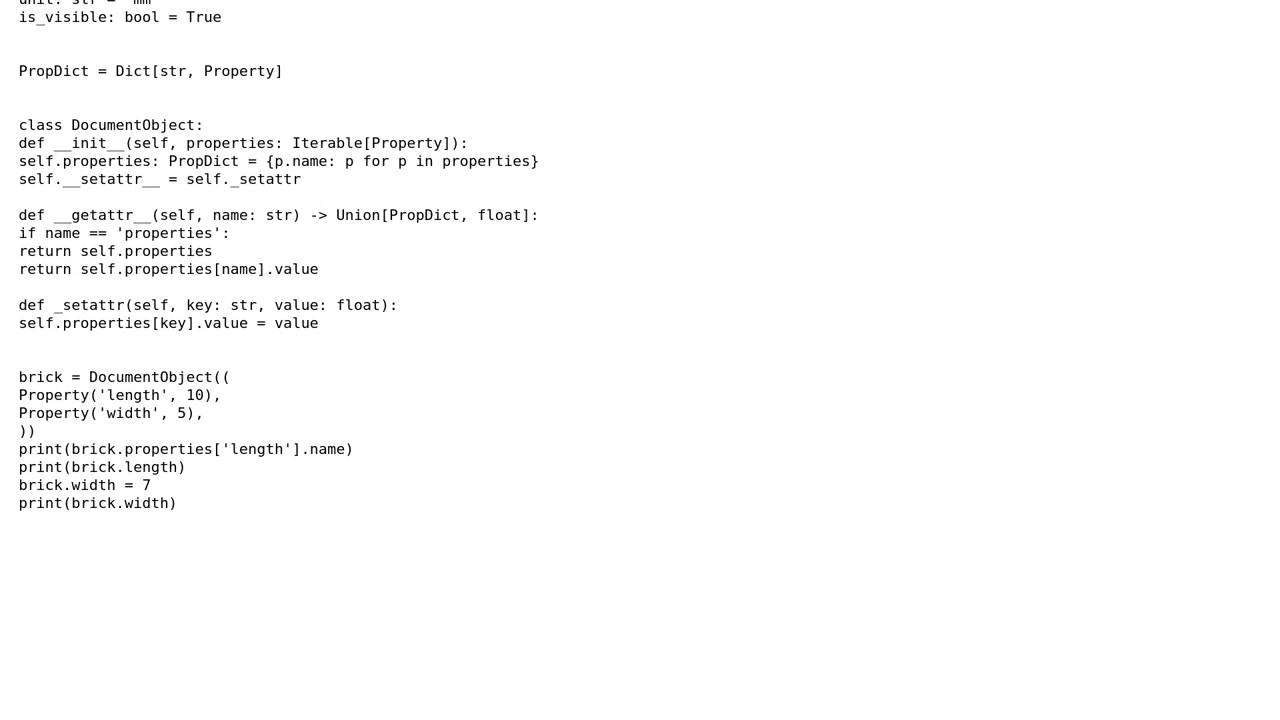 unit: str = 'mm'
is_visible: bool = True
PropDict = Dict[str, Property]
class DocumentObject:
def __init__(self, properties: Iterable[Property]):
self.properties: PropDict = {p.name: p for p in properties}
self.__setattr__ = self._setattr
def __getattr__(self, name: str) -> Union[PropDict, float]:
if name == 'properties':
return self.properties
return self.properties[name].value
def _setattr(self, key: str, value: float):
self.properties[key].value = value
brick = DocumentObject((
Property('length', 10),
Property('width', 5),
))
print(brick.properties['length'].name)
print(brick.length)
brick.width = 7
print(brick.width)